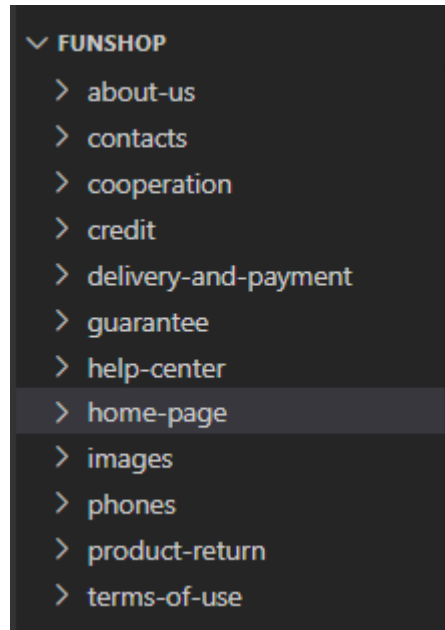 FUNSHOP
about-us
contacts
cooperation
credit
delivery-and-payment
guarantee
help-center
home-page
images
phones
product-return
terms-of-use